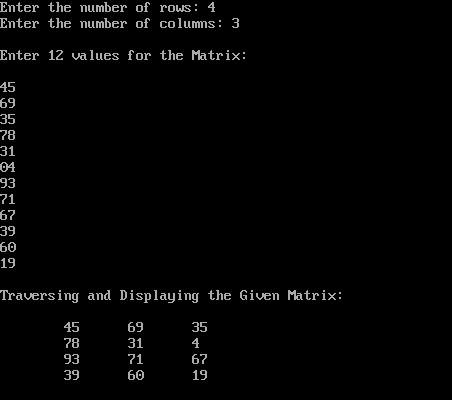 Enter the number of rows: 4
Enter the number of columns: 3
Enter 12 values for the Matrix:
45
69
35
78
31
04
93
71
67
39
60
19
Traversing and Displaying the Given Matrix:
45 69 35
78 31 4
93 71 67
39 60 19